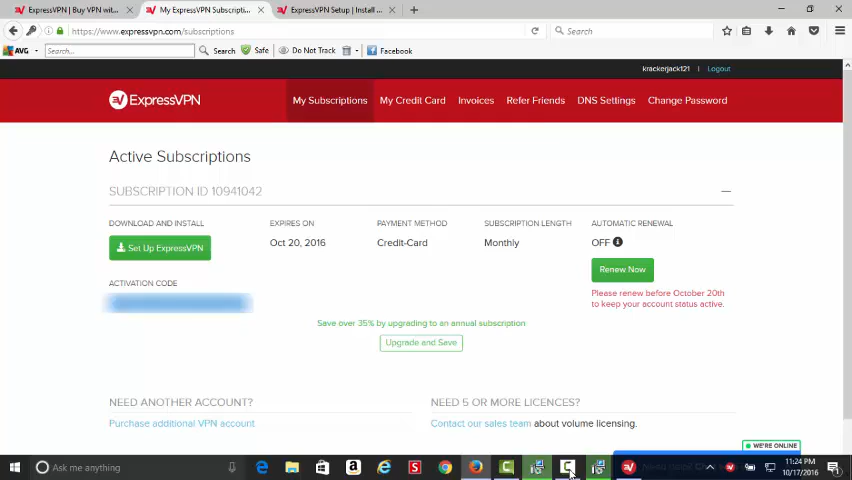 ExpressVPN | Buy VPN wit...
My ExpressVPN Subscripti...
ExpressVPN Setup | Install ...
https://www.expressvpn.com/subscriptions
Search
AVG
Search...
Search
Safe
Do Not Track
Facebook
krackerjack121 | Logout
ExpressVPN
My Subscriptions
My Credit Card
Invoices
Refer Friends
DNS Settings
Change Password
Active Subscriptions
SUBSCRIPTION ID 10941042
DOWNLOAD AND INSTALL
EXPIRES ON
PAYMENT METHOD
SUBSCRIPTION LENGTH
AUTOMATIC RENEWAL
Set Up ExpressVPN
Oct 20, 2016
Credit-Card
Monthly
OFF
Renew Now
ACTIVATION CODE
Please renew before October 20th
to keep your account status active.
Save over 35% by upgrading to an annual subscription
Upgrade and Save
NEED ANOTHER ACCOUNT?
NEED 5 OR MORE LICENCES?
Purchase additional VPN account
Contact our sales team about volume licensing.
WE'RE ONLINE
Ask me anything
11:24 PM
10/17/2016